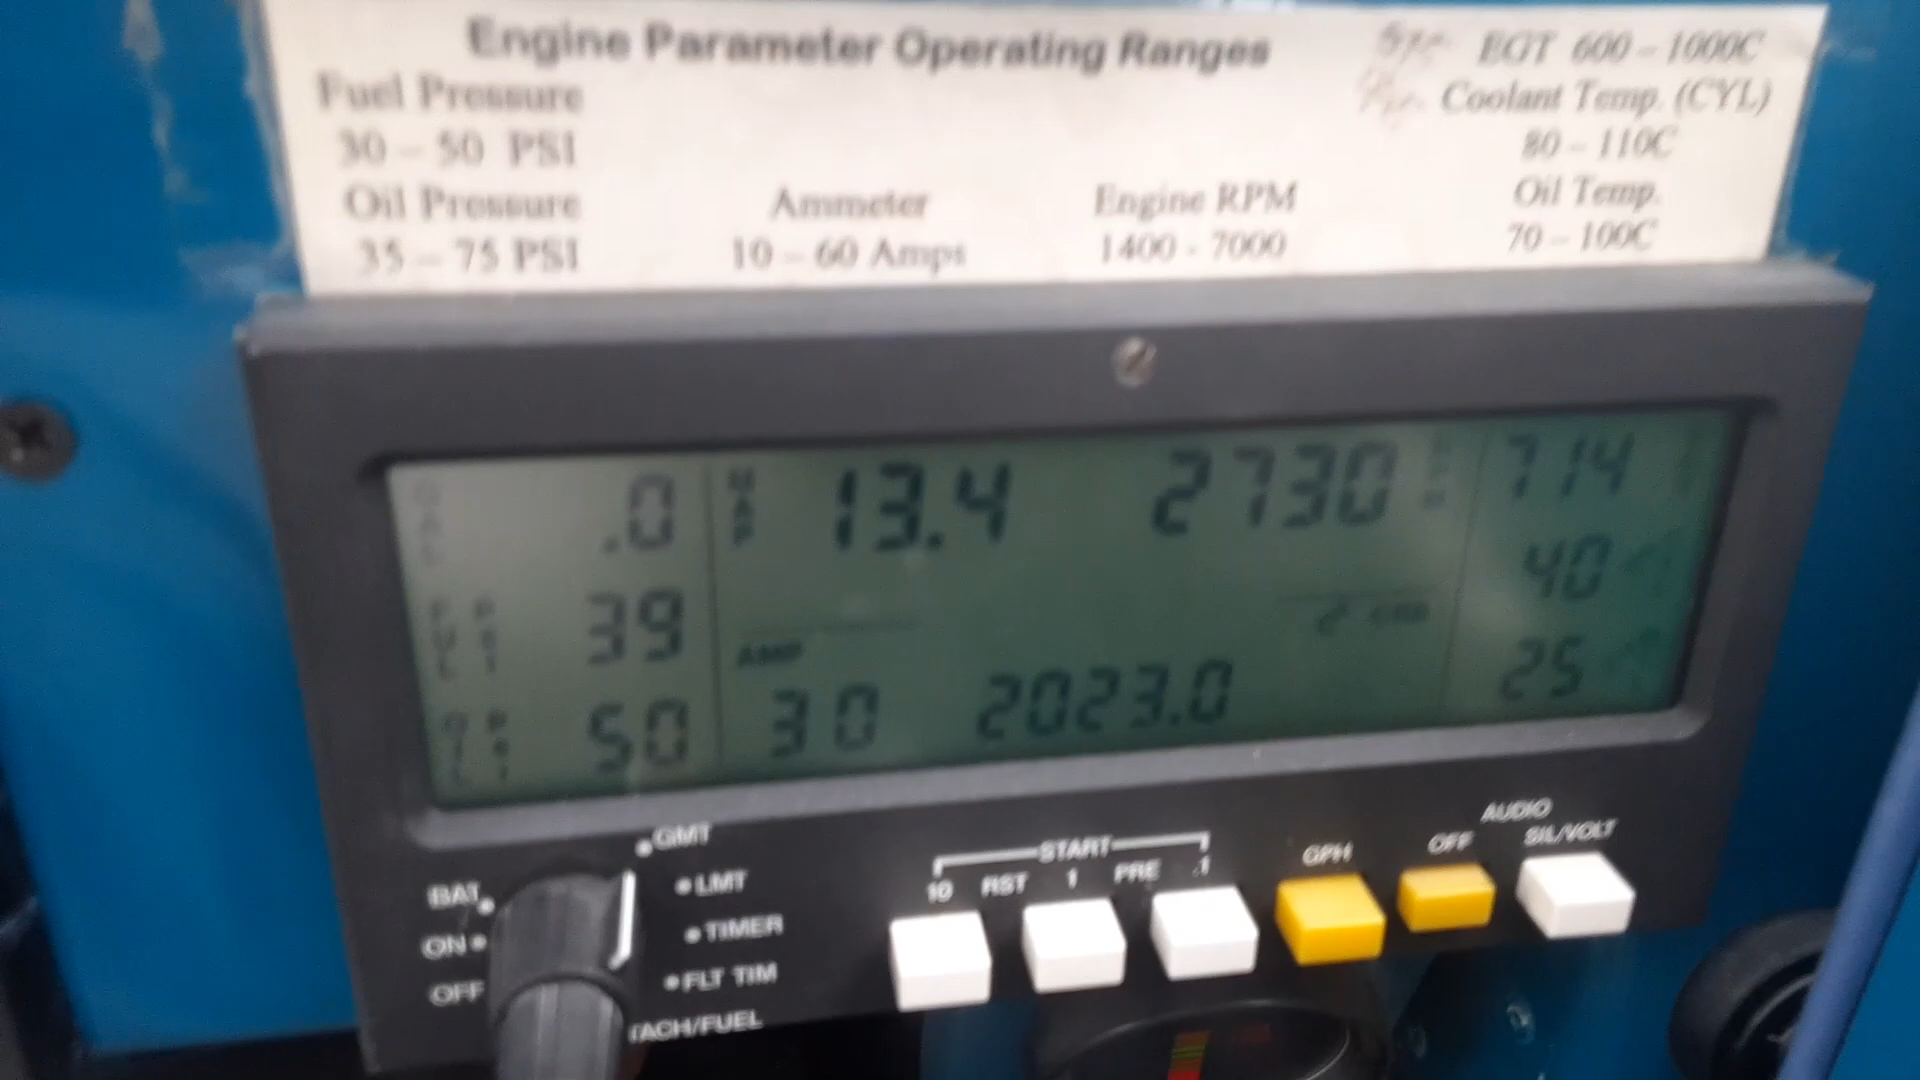 Engine Parameter Operating Ranges
EGT 600 - 1000C
Fuel Pressure
Coolant Temp. (CYL)
30 - 50 PSI
80 - 110C
Oil Pressure
Ammeter
Engine RPM
Oil Temp.
35 - 75 PSI
10 - 60 Amps
1400 - 7000
70 - 100C
.0
MAP
13.4
2730
714
39
40
AMP
50
30
2023.0
25
GMT
BAT
LMT
ON
TIMER
OFF
FLT TIM
TACH/FUEL
START
10 RST 1 PRE .1
GPH
OFF
AUDIO
SIL/VOLT